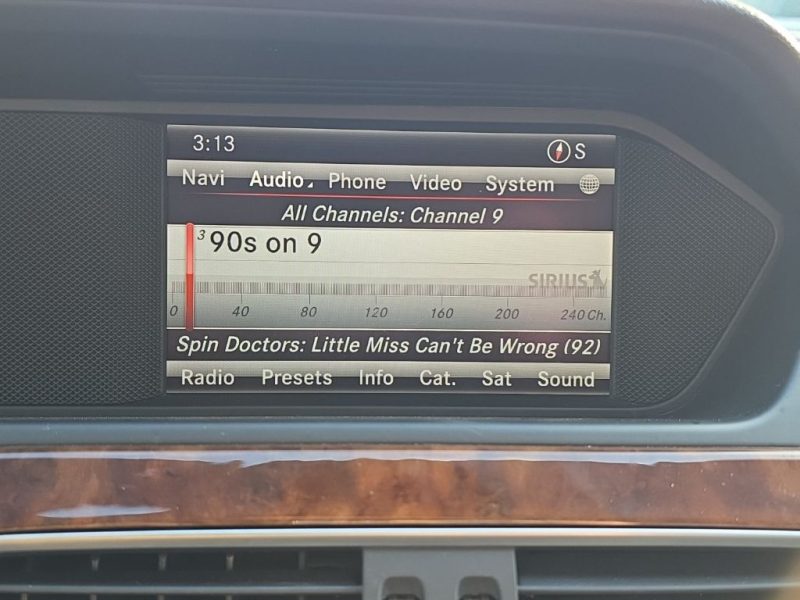 3:13 S
Navi Audio Phone Video System
All Channels: Channel 9
3 90s on 9
SIRIUS
0 40 80 120 160 200 240 Ch.
Spin Doctors: Little Miss Can't Be Wrong (92)
Radio Presets Info Cat. Sat Sound